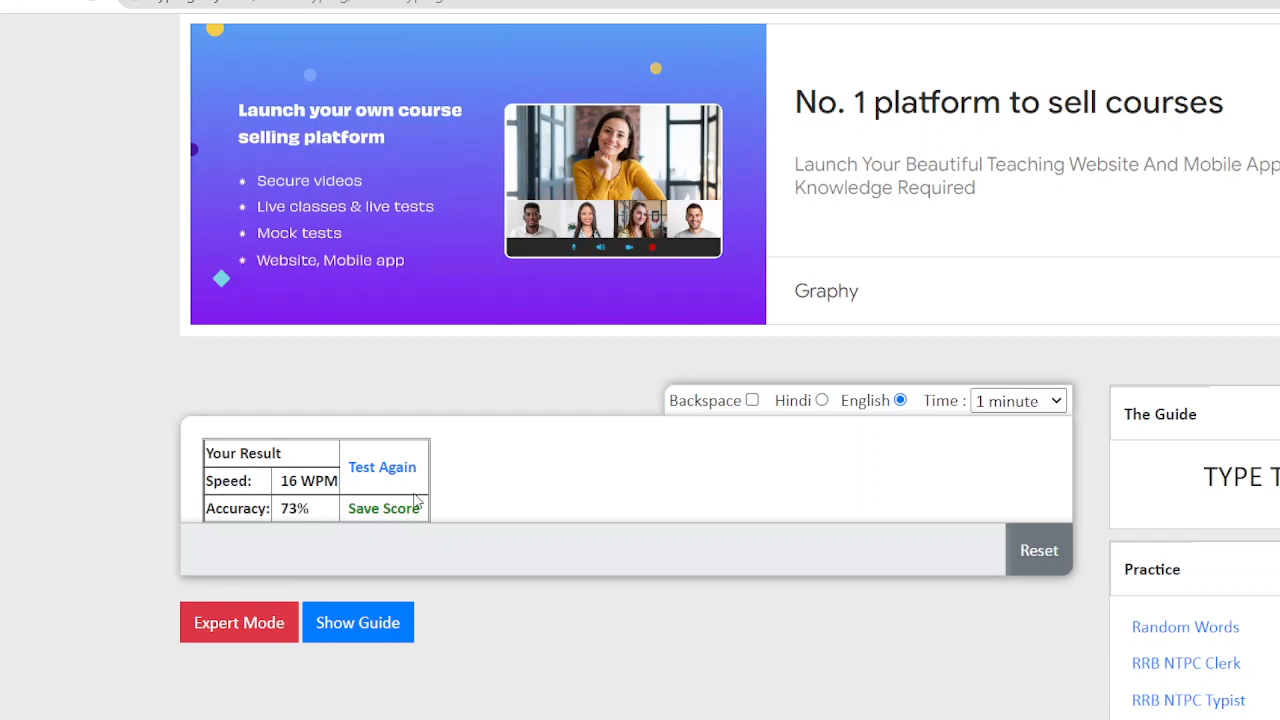 Launch your own course
selling platform
* Secure videos
* Live classes & live tests
* Mock tests
* Website, Mobile app
No. 1 platform to sell courses
Launch Your Beautiful Teaching Website And Mobile App
Knowledge Required
Graphy
Backspace Hindi English Time : 1 minute
Your Result
Test Again
Speed: 16 WPM
Accuracy: 73% Save Score
Reset
Expert Mode Show Guide
The Guide
TYPE
Practice
Random Words
RRB NTPC Clerk
RRB NTPC Typist